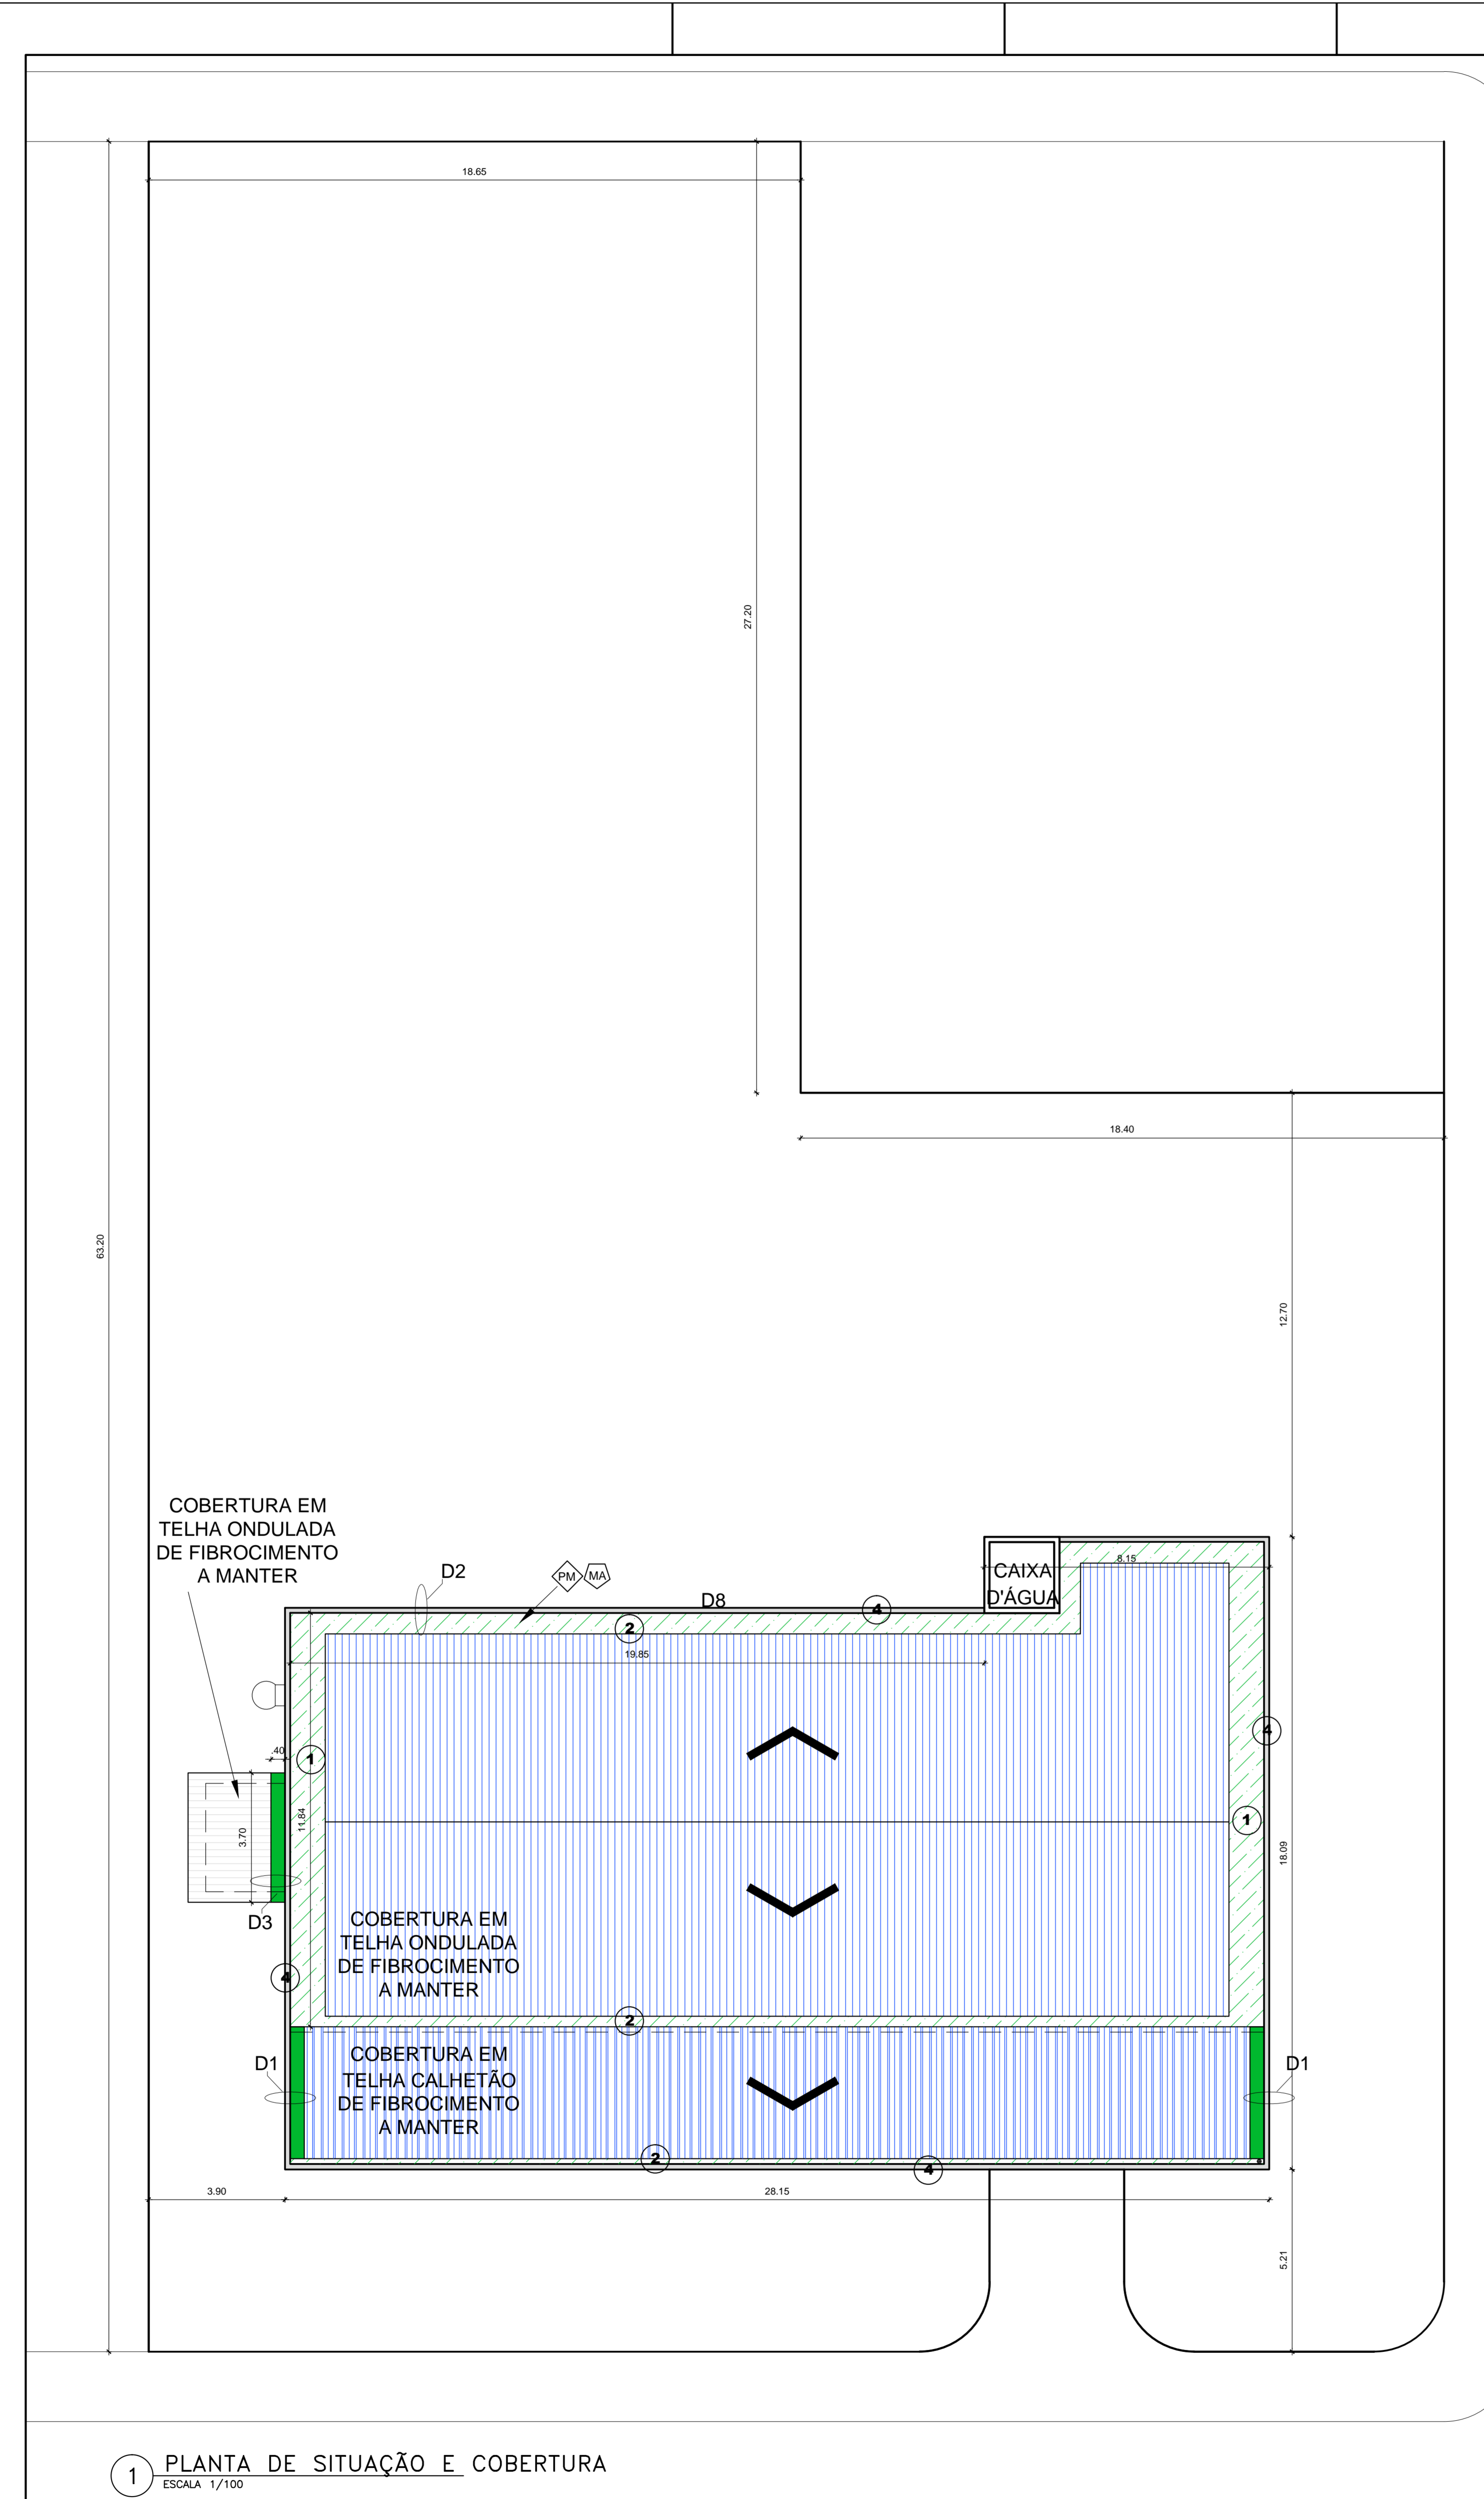 18.65
27.20
18.40
63.20
12.70
COBERTURA EM
TELHA ONDULADA
DE FIBROCIMENTO
A MANTER
D2
PM
MA
D8
4
CAIXA
D'ÁGUA
8.15
2
19.85
4
.40
1
11.84
3.70
1
18.09
D3
COBERTURA EM
TELHA ONDULADA
DE FIBROCIMENTO
A MANTER
4
2
D1
COBERTURA EM
TELHA CALHETÃO
DE FIBROCIMENTO
A MANTER
D1
2
4
3.90
28.15
5.21
1
PLANTA DE SITUAÇÃO E COBERTURA
ESCALA 1/100